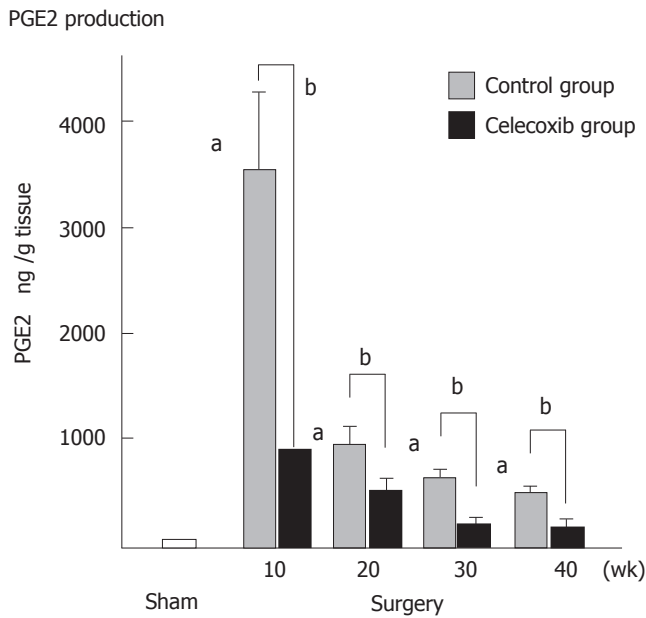 PGE2 production
Control group
Celecoxib group
PGE2 ng /g tissue
4000
3000
2000
1000
a
b
a
b
a
b
a
b
10 20 30 40 (wk)
Sham Surgery